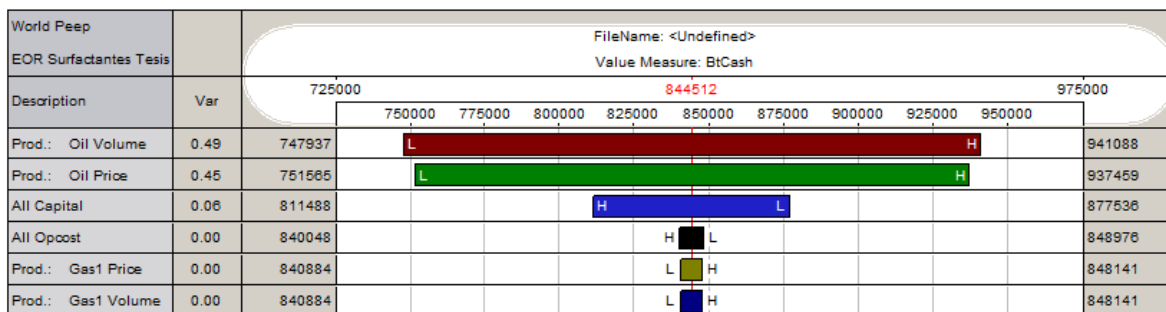 World Peep
EOR Surfactantes Tesis
FileName: <Undefined>
Value Measure: BtCash
Description Var 725000 844512 975000
750000 775000 800000 825000 850000 875000 900000 925000 950000
Prod.: Oil Volume 0.49 747937 L H 941088
Prod.: Oil Price 0.45 751565 L H 937459
All Capital 0.06 811488 H L 877536
All Opcost 0.00 840048 H L 848976
Prod.: Gas1 Price 0.00 840884 L H 848141
Prod.: Gas1 Volume 0.00 840884 L H 848141